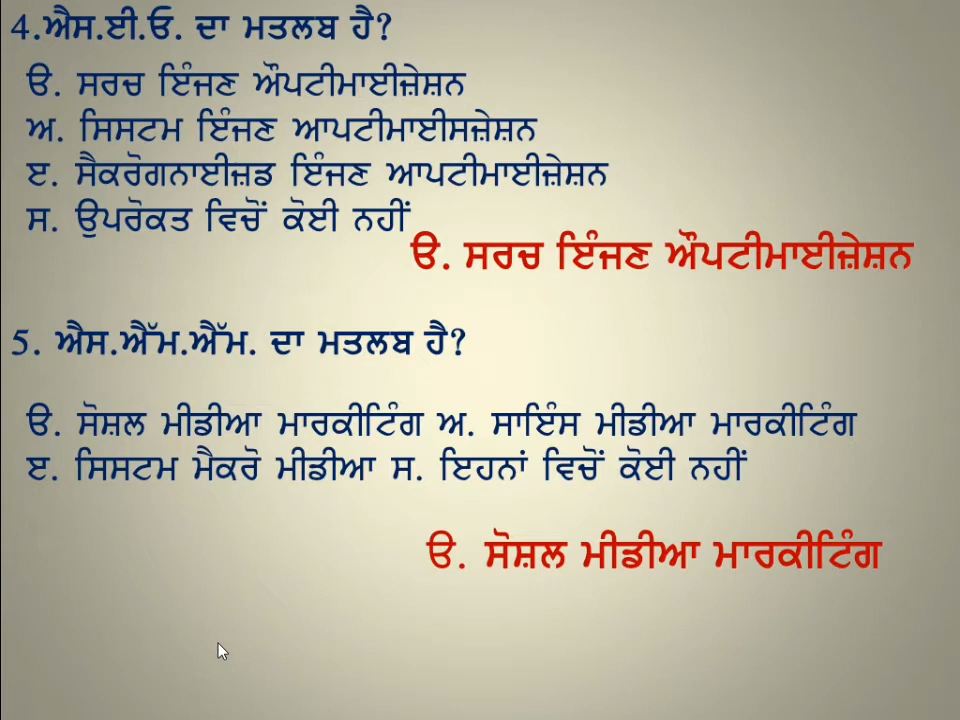 4.ਐਸ.ਈ.ਓ. ਦਾ ਮਤਲਬ ਹੈ?
ੳ. ਸਰਚ ਇੰਜਣ ਔਪਟੀਮਾਈਜ਼ੇਸ਼ਨ
ਅ. ਸਿਸਟਮ ਇੰਜਣ ਆਪਟੀਮਾਈਸਜ਼ੇਸ਼ਨ
ੲ. ਸੈਕਰੋਗਨਾਈਜ਼ਡ ਇੰਜਣ ਆਪਟੀਮਾਈਜ਼ੇਸ਼ਨ
ਸ. ਉਪਰੋਕਤ ਵਿਚੋਂ ਕੋਈ ਨਹੀਂ
ੳ. ਸਰਚ ਇੰਜਣ ਔਪਟੀਮਾਈਜ਼ੇਸ਼ਨ
5. ਐਸ.ਐੱਮ.ਐੱਮ. ਦਾ ਮਤਲਬ ਹੈ?
ੳ. ਸੋਸ਼ਲ ਮੀਡੀਆ ਮਾਰਕੀਟਿੰਗ ਅ. ਸਾਇੰਸ ਮੀਡੀਆ ਮਾਰਕੀਟਿੰਗ
ੲ. ਸਿਸਟਮ ਮੈਕਰੋ ਮੀਡੀਆ ਸ. ਇਹਨਾਂ ਵਿਚੋਂ ਕੋਈ ਨਹੀਂ
ੳ. ਸੋਸ਼ਲ ਮੀਡੀਆ ਮਾਰਕੀਟਿੰਗ